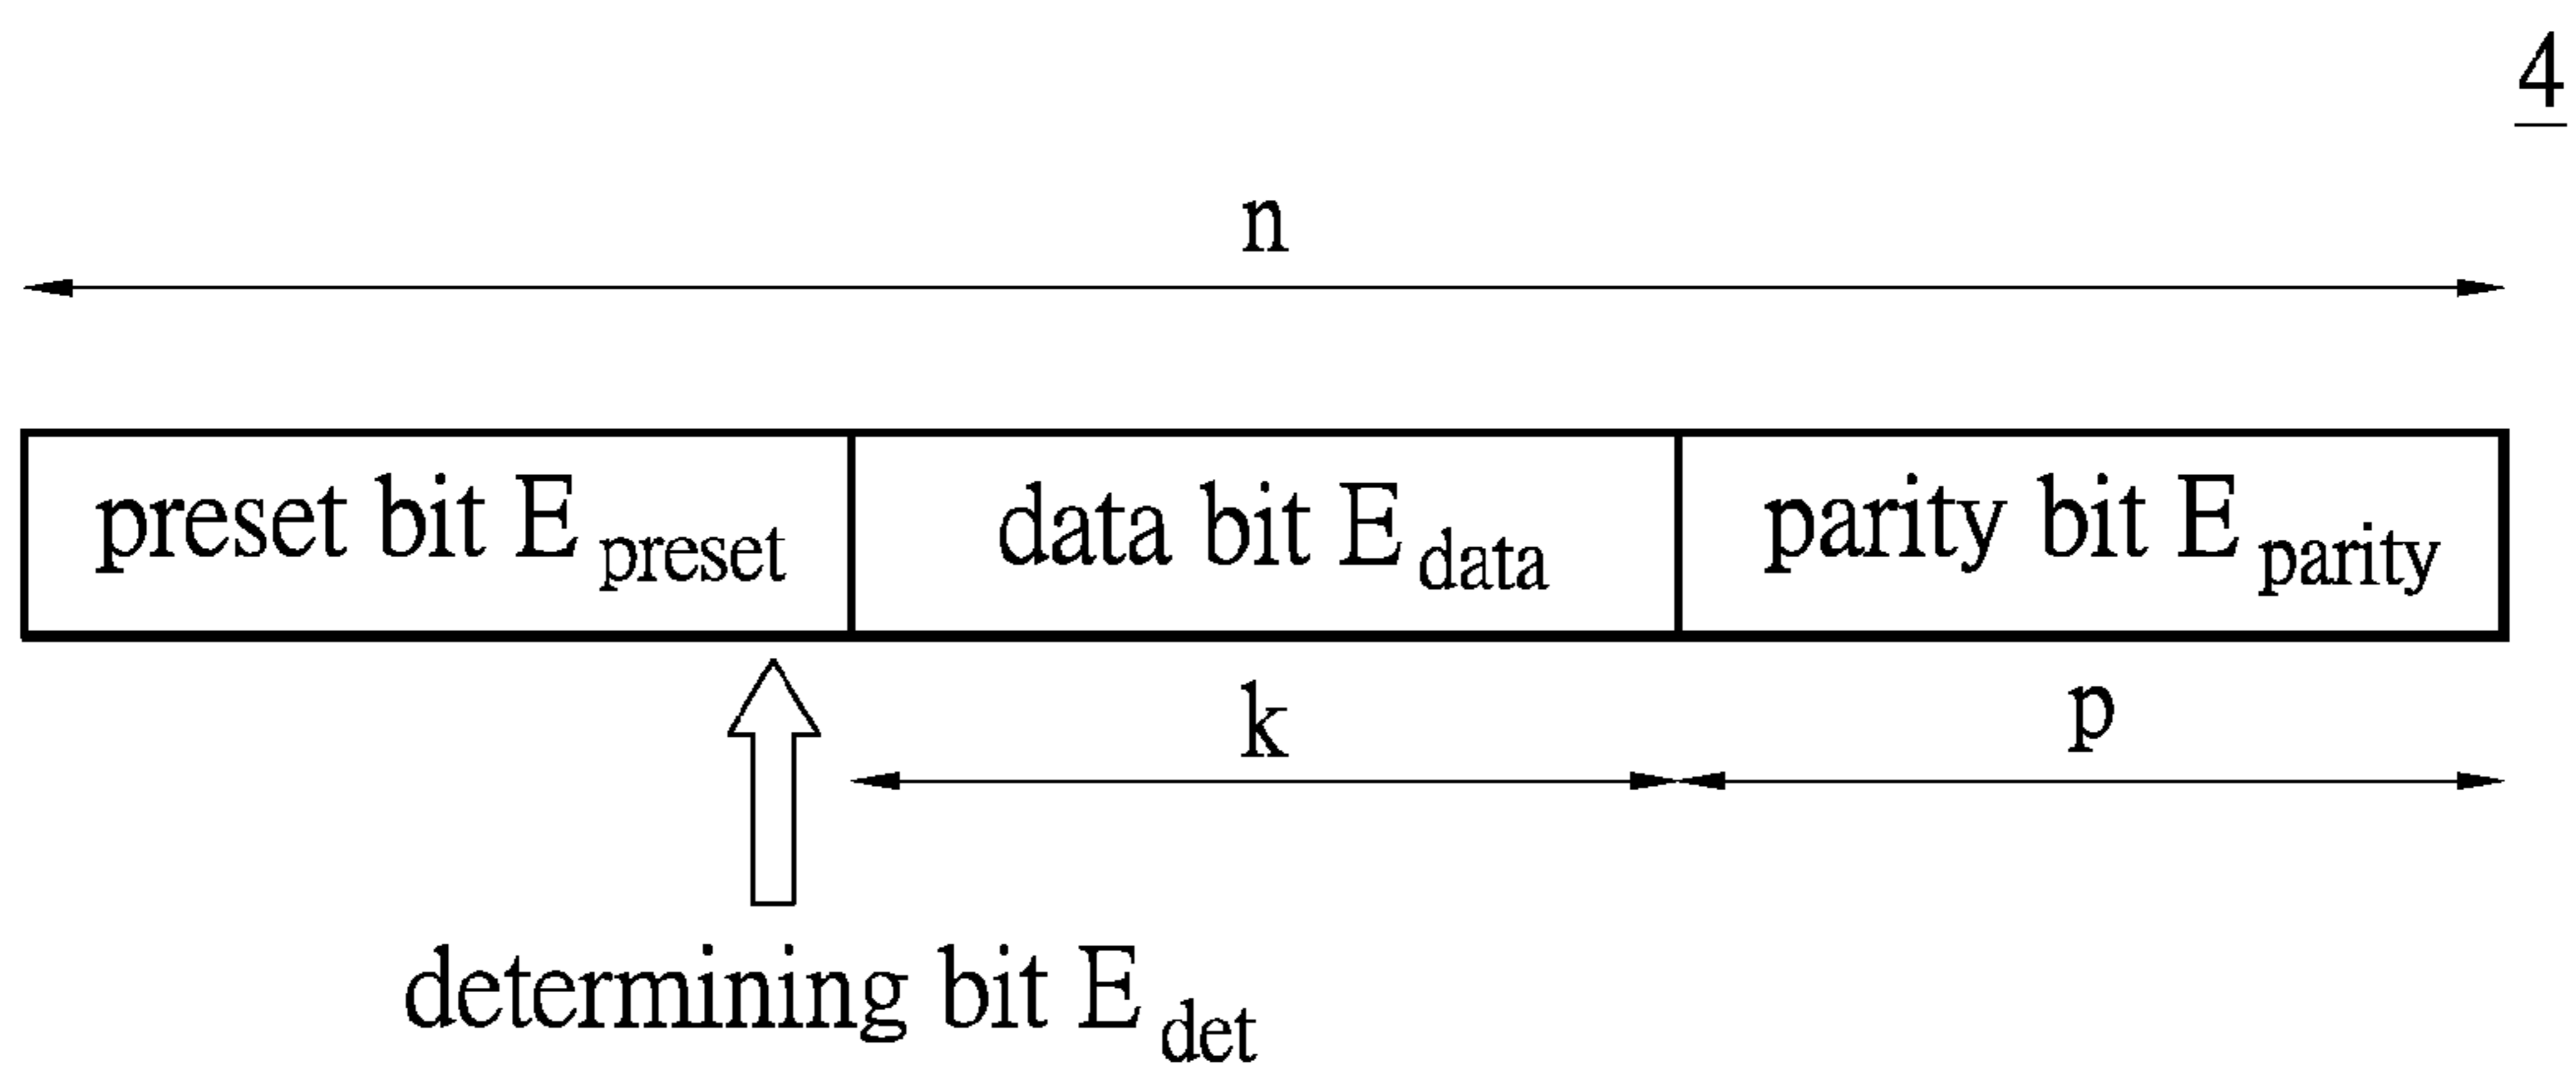 4
n
preset bit E preset data bit E data parity bit E parity
k p
determining bit E det